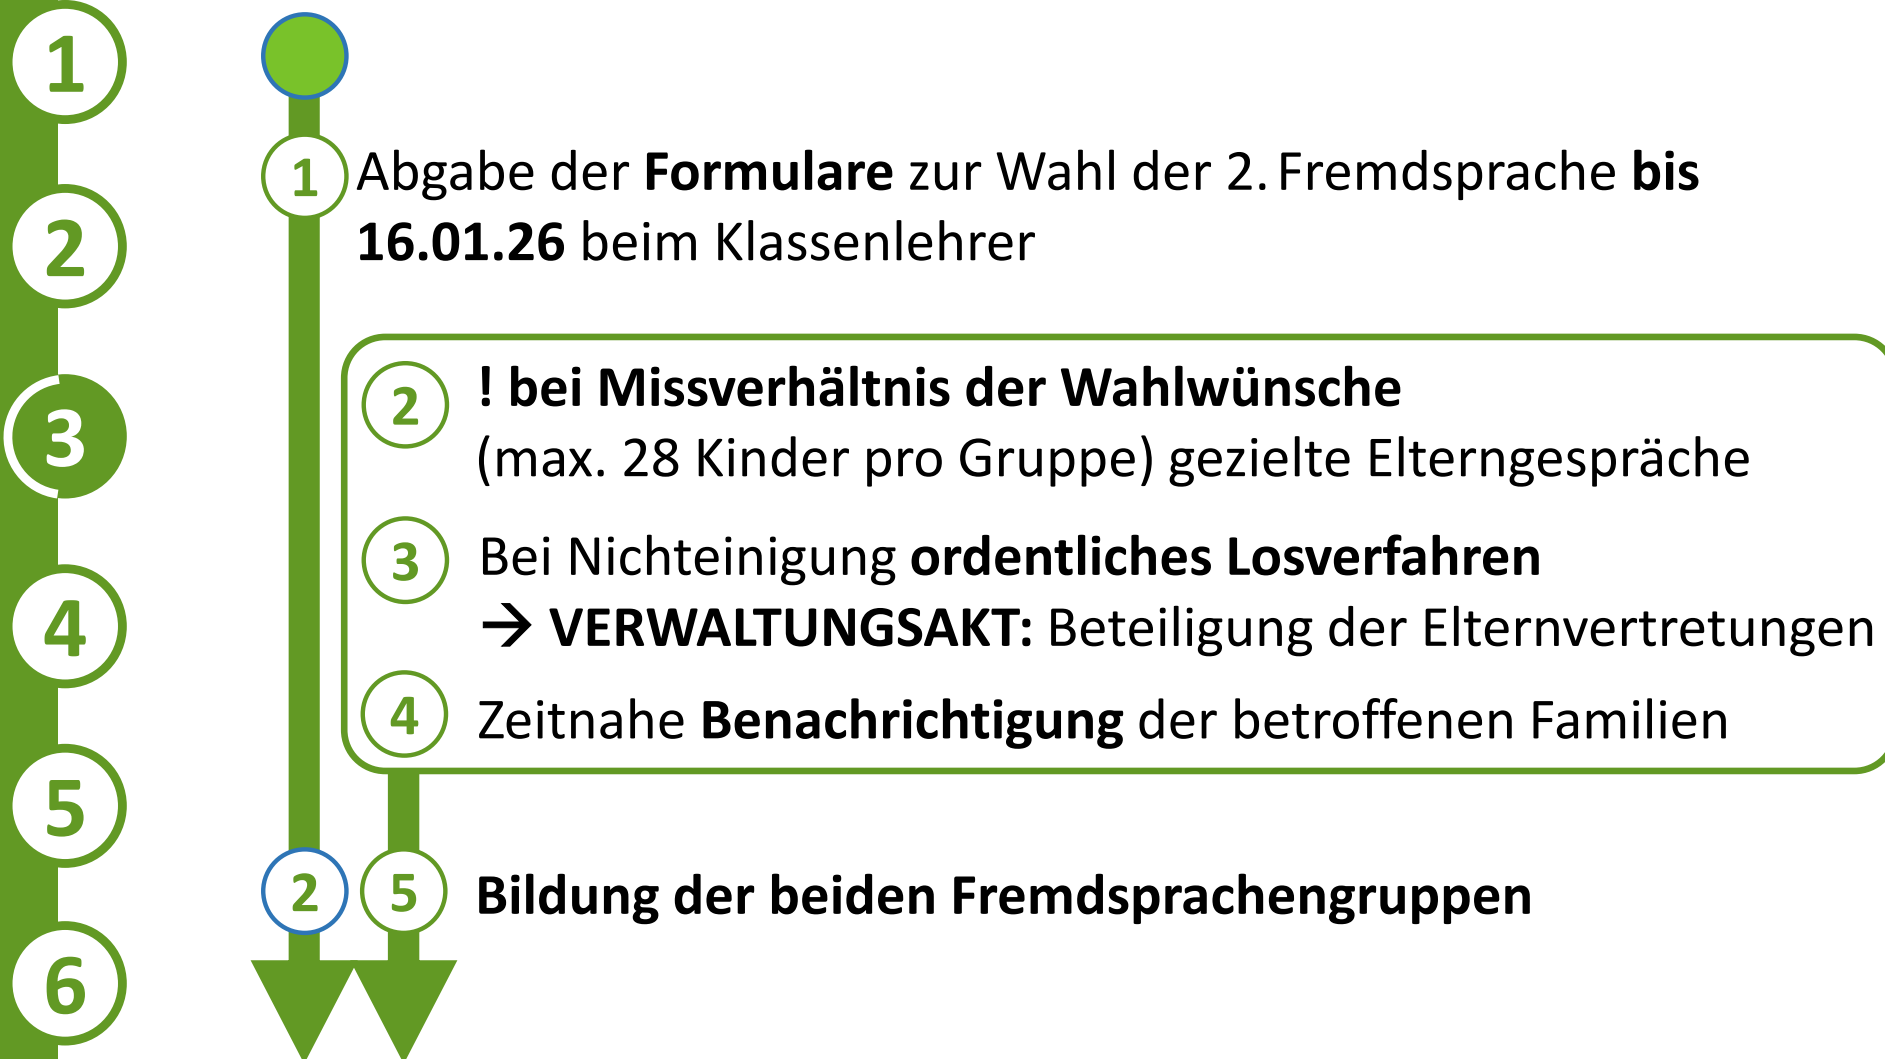 1
2
3
4
5
6
1 Abgabe der Formulare zur Wahl der 2. Fremdsprache bis
16.01.26 beim Klassenlehrer
2 ! bei Missverhältnis der Wahlwünsche
(max. 28 Kinder pro Gruppe) gezielte Elterngespräche
3 Bei Nichteinigung ordentliches Losverfahren
→ VERWALTUNGSAKT: Beteiligung der Elternvertretungen
4 Zeitnahe Benachrichtigung der betroffenen Familien
2 5 Bildung der beiden Fremdsprachengruppen